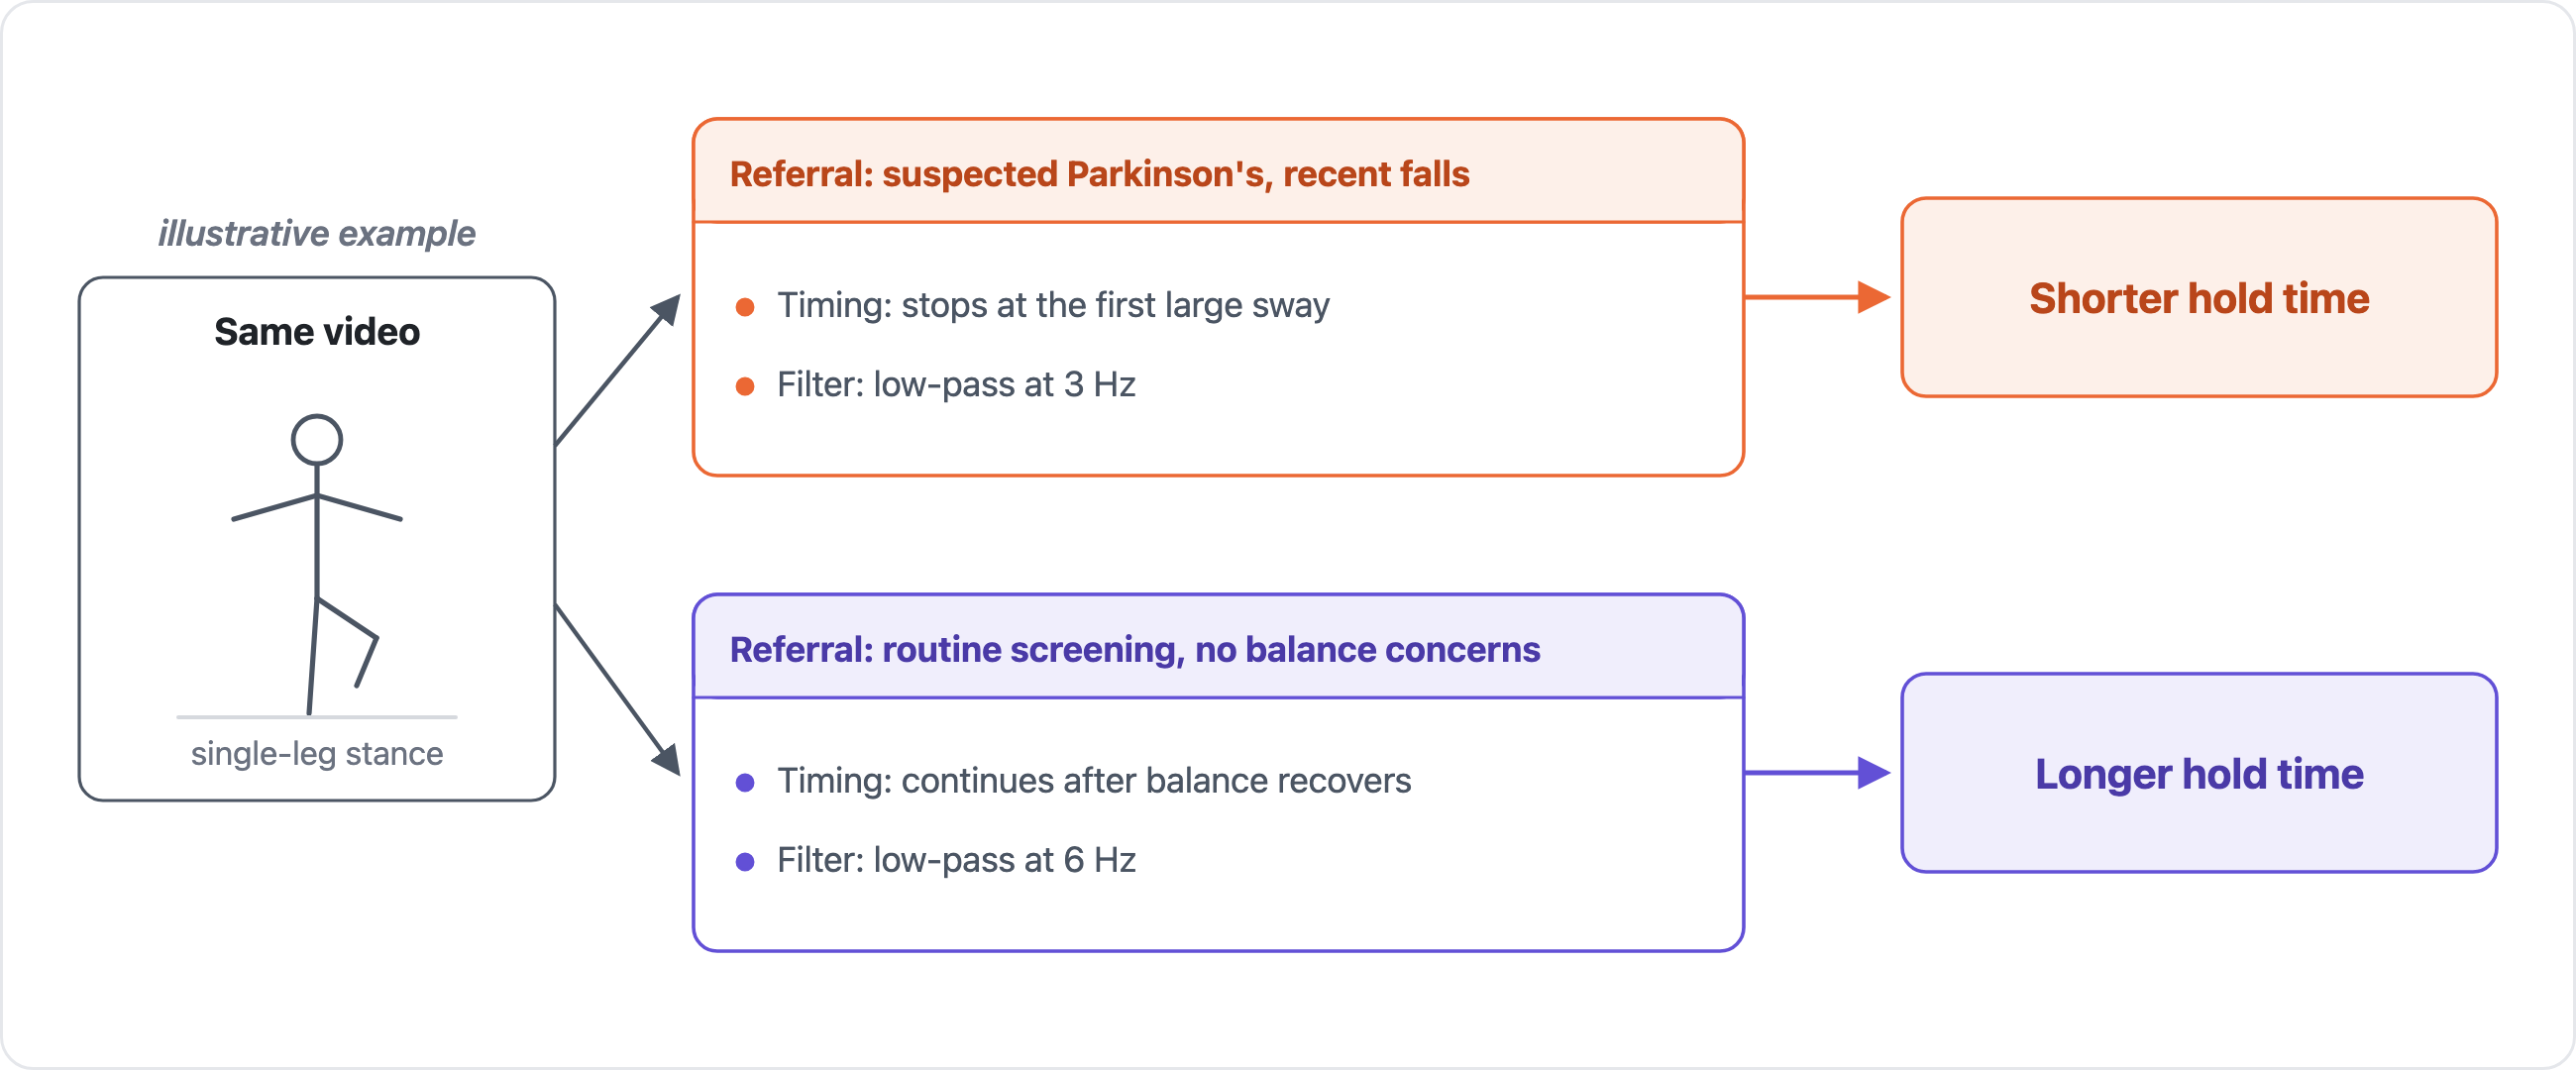 illustrative example
Same video
single-leg stance
Referral: suspected Parkinson's, recent falls
Timing: stops at the first large sway
Filter: low-pass at 3 Hz
Shorter hold time
Referral: routine screening, no balance concerns
Timing: continues after balance recovers
Filter: low-pass at 6 Hz
Longer hold time